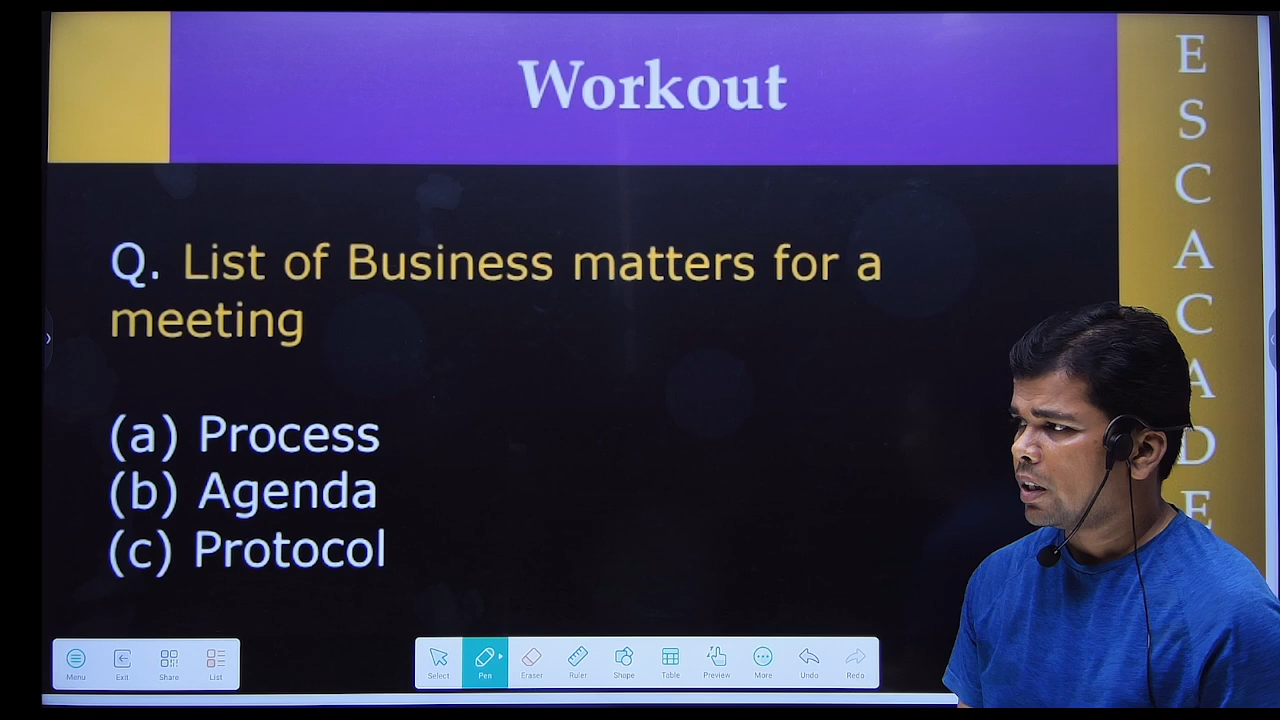 Workout
Q. List of Business matters for a
meeting
(a) Process
(b) Agenda
(c) Protocol
E
S
C
A
C
A
D
E
Menu
Exit
Share
List
Select
Pen
Eraser
Ruler
Shape
Table
Preview
More
Undo
Redo